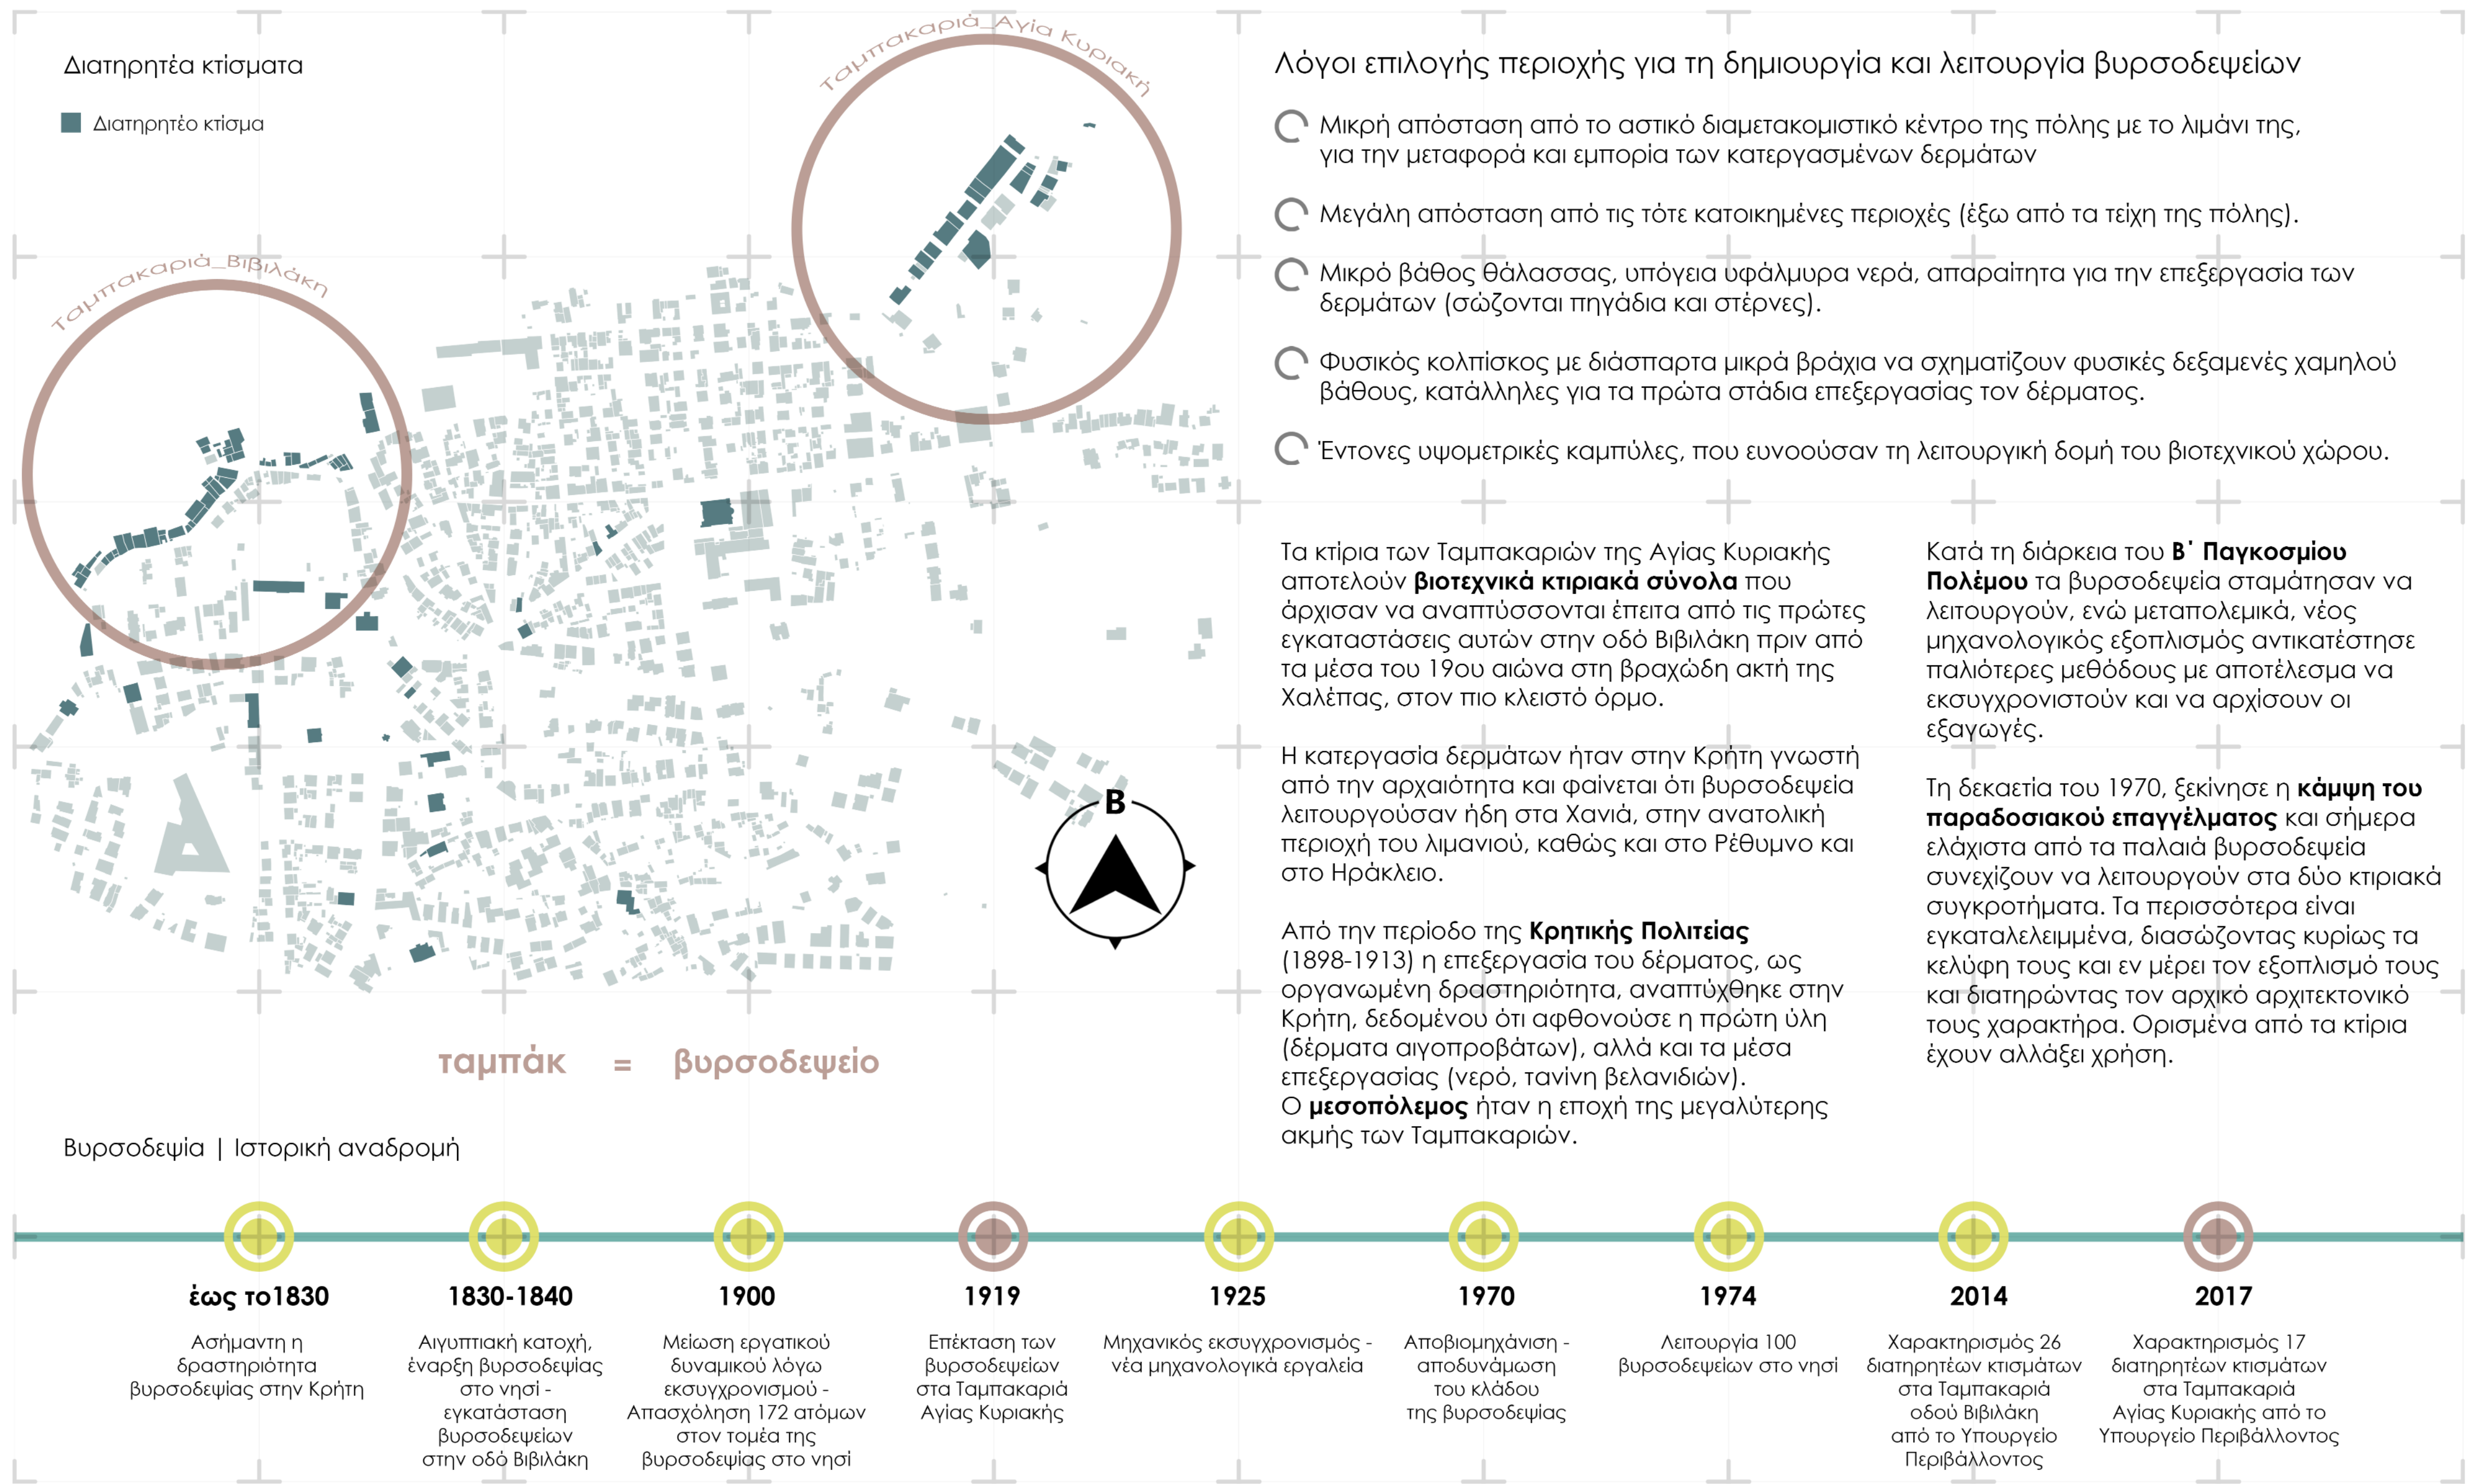 Διατηρητέα κτίσματα
Διατηρητέο κτίσμα
Ταμπακαριά_Αγία Κυριακή
Ταμπακαριά_Βιβιλάκη
Β
ταμπάκ = βυρσοδεψείο
Λόγοι επιλογής περιοχής για τη δημιουργία και λειτουργία βυρσοδεψείων
Μικρή απόσταση από το αστικό διαμετακομιστικό κέντρο της πόλης με το λιμάνι της,
για την μεταφορά και εμπορία των κατεργασμένων δερμάτων
Μεγάλη απόσταση από τις τότε κατοικημένες περιοχές (έξω από τα τείχη της πόλης).
Μικρό βάθος θάλασσας, υπόγεια υφάλμυρα νερά, απαραίτητα για την επεξεργασία των
δερμάτων (σώζονται πηγάδια και στέρνες).
Φυσικός κολπίσκος με διάσπαρτα μικρά βράχια να σχηματίζουν φυσικές δεξαμενές χαμηλού
βάθους, κατάλληλες για τα πρώτα στάδια επεξεργασίας τον δέρματος.
Έντονες υψομετρικές καμπύλες, που ευνοούσαν τη λειτουργική δομή του βιοτεχνικού χώρου.
Τα κτίρια των Ταμπακαριών της Αγίας Κυριακής
αποτελούν βιοτεχνικά κτιριακά σύνολα που
άρχισαν να αναπτύσσονται έπειτα από τις πρώτες
εγκαταστάσεις αυτών στην οδό Βιβιλάκη πριν από
τα μέσα του 19ου αιώνα στη βραχώδη ακτή της
Χαλέπας, στον πιο κλειστό όρμο.
Η κατεργασία δερμάτων ήταν στην Κρήτη γνωστή
από την αρχαιότητα και φαίνεται ότι βυρσοδεψεία
λειτουργούσαν ήδη στα Χανιά, στην ανατολική
περιοχή του λιμανιού, καθώς και στο Ρέθυμνο και
στο Ηράκλειο.
Από την περίοδο της Κρητικής Πολιτείας
(1898-1913) η επεξεργασία του δέρματος, ως
οργανωμένη δραστηριότητα, αναπτύχθηκε στην
Κρήτη, δεδομένου ότι αφθονούσε η πρώτη ύλη
(δέρματα αιγοπροβάτων), αλλά και τα μέσα
επεξεργασίας (νερό, τανίνη βελανιδιών).
Ο μεσοπόλεμος ήταν η εποχή της μεγαλύτερης
ακμής των Ταμπακαριών.
Κατά τη διάρκεια του Β΄ Παγκοσμίου
Πολέμου τα βυρσοδεψεία σταμάτησαν να
λειτουργούν, ενώ μεταπολεμικά, νέος
μηχανολογικός εξοπλισμός αντικατέστησε
παλιότερες μεθόδους με αποτέλεσμα να
εκσυγχρονιστούν και να αρχίσουν οι
εξαγωγές.
Τη δεκαετία του 1970, ξεκίνησε η κάμψη του
παραδοσιακού επαγγέλματος και σήμερα
ελάχιστα από τα παλαιά βυρσοδεψεία
συνεχίζουν να λειτουργούν στα δύο κτιριακά
συγκροτήματα. Τα περισσότερα είναι
εγκαταλελειμμένα, διασώζοντας κυρίως τα
κελύφη τους και εν μέρει τον εξοπλισμό τους
και διατηρώντας τον αρχικό αρχιτεκτονικό
τους χαρακτήρα. Ορισμένα από τα κτίρια
έχουν αλλάξει χρήση.
Βυρσοδεψία | Ιστορική αναδρομή
έως το1830
Ασήμαντη η
δραστηριότητα
βυρσοδεψίας στην Κρήτη
1830-1840
Αιγυπτιακή κατοχή,
έναρξη βυρσοδεψίας
στο νησί -
εγκατάσταση
βυρσοδεψείων
στην οδό Βιβιλάκη
1900
Μείωση εργατικού
δυναμικού λόγω
εκσυγχρονισμού -
Απασχόληση 172 ατόμων
στον τομέα της
βυρσοδεψίας στο νησί
1919
Επέκταση των
βυρσοδεψείων
στα Ταμπακαριά
Αγίας Κυριακής
1925
Μηχανικός εκσυγχρονισμός -
νέα μηχανολογικά εργαλεία
1970
Αποβιομηχάνιση -
αποδυνάμωση
του κλάδου
της βυρσοδεψίας
1974
Λειτουργία 100
βυρσοδεψείων στο νησί
2014
Χαρακτηρισμός 26
διατηρητέων κτισμάτων
στα Ταμπακαριά
οδού Βιβιλάκη
από το Υπουργείο
Περιβάλλοντος
2017
Χαρακτηρισμός 17
διατηρητέων κτισμάτων
στα Ταμπακαριά
Αγίας Κυριακής από το
Υπουργείο Περιβάλλοντος